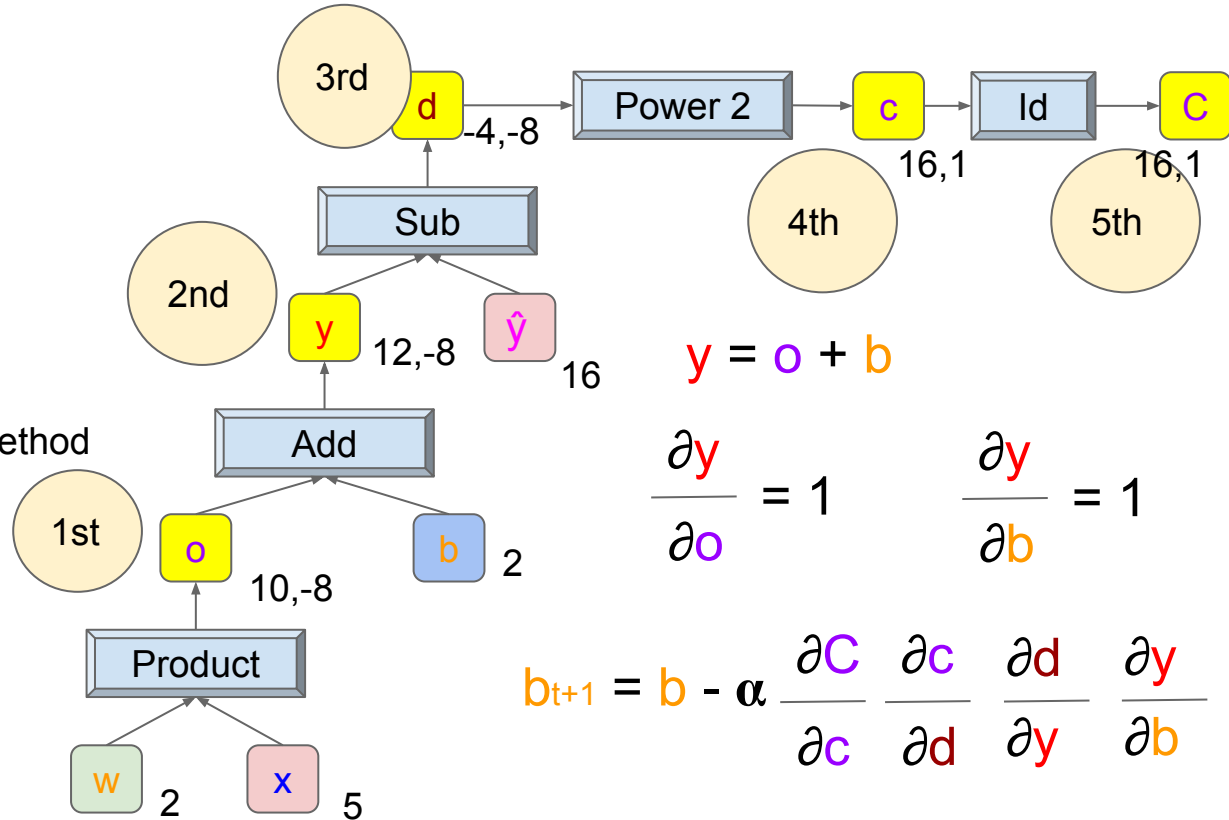 3rd
d
-4,-8
Power 2
c
16,1
Id
C
16,1
Sub
4th
5th
2nd
y
12,-8
ŷ
16
y = o + b
ethod
Add
∂y
∂o
= 1
∂y
∂b
= 1
1st
o
10,-8
b
2
Product
bt+1 = b - α
∂C
∂c
∂c
∂d
∂d
∂y
∂y
∂b
w
2
x
5